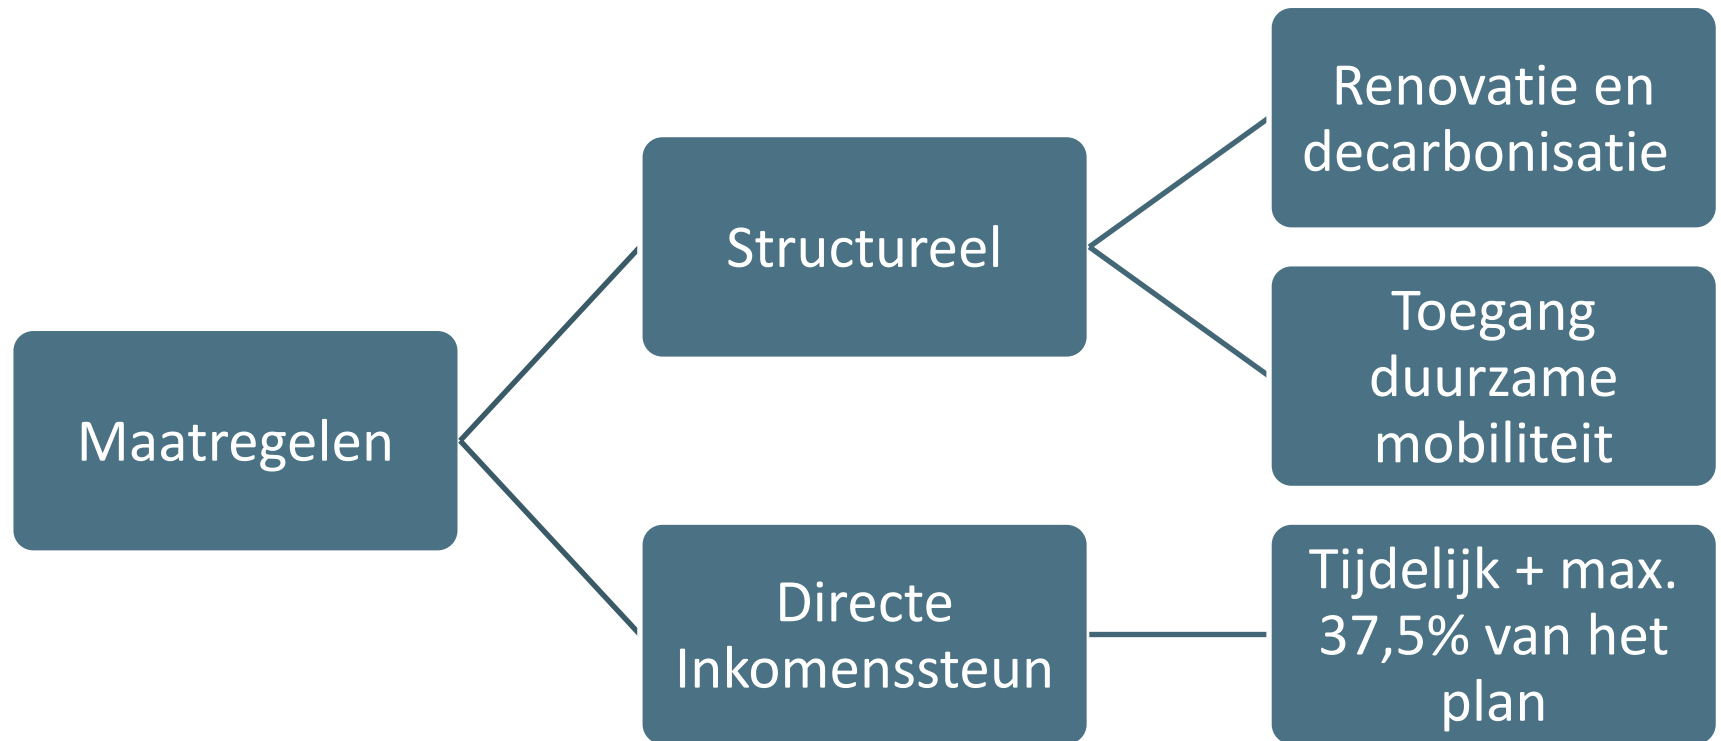 Maatregelen
Structureel
Renovatie en
decarbonisatie
Toegang
duurzame
mobiliteit
Directe
Inkomenssteun
Tijdelijk + max.
37,5% van het
plan